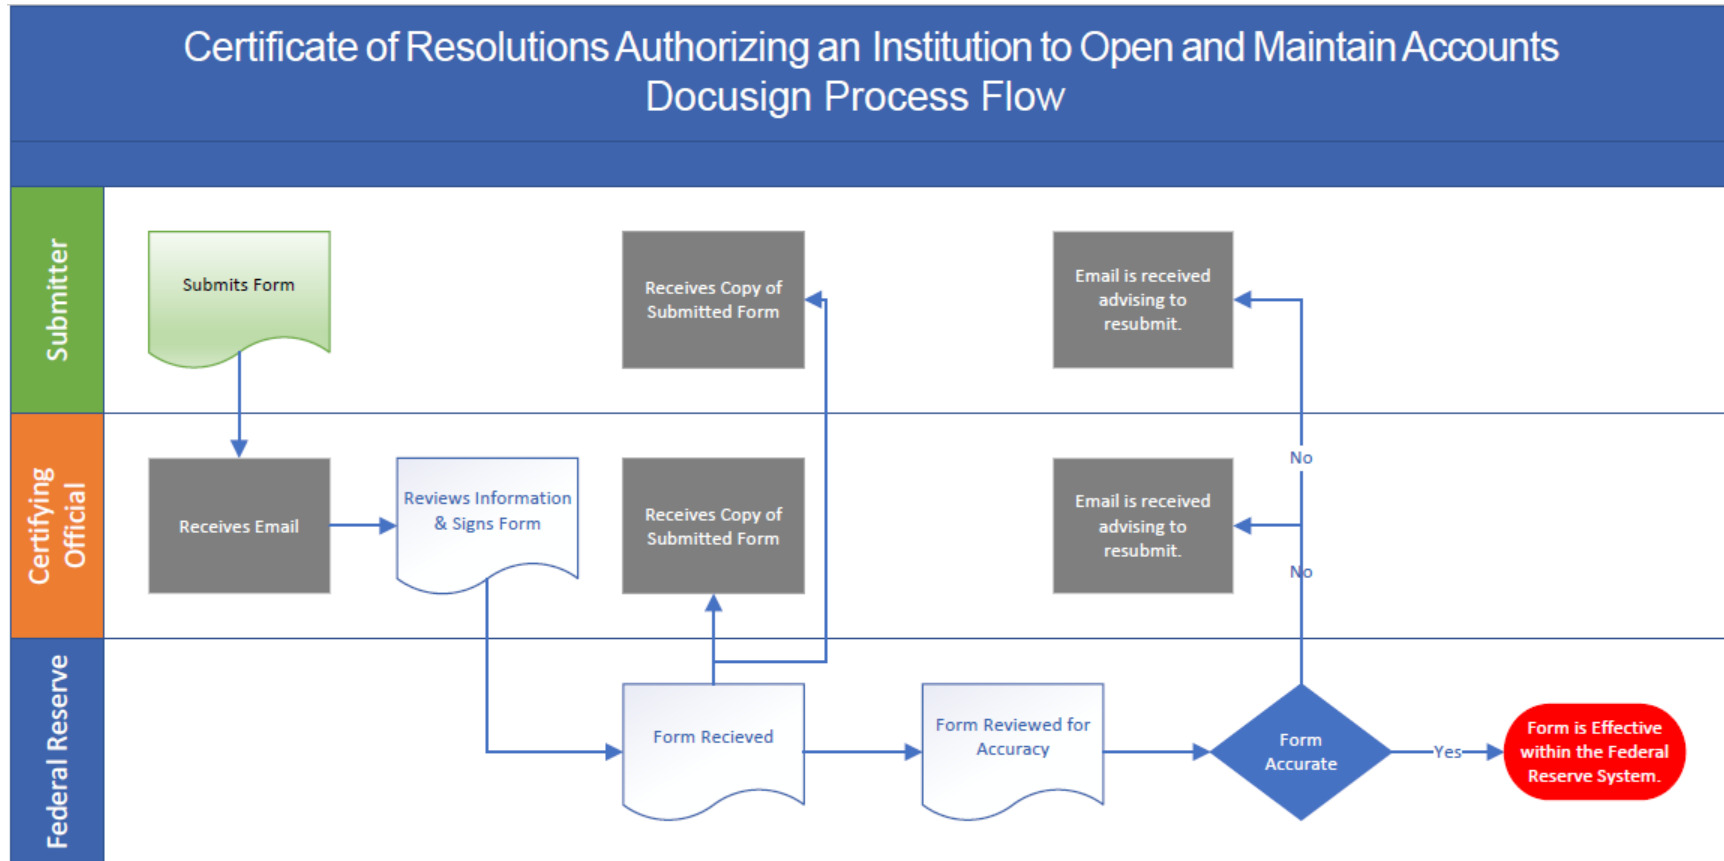 Certificate of Resolutions Authorizing an Institution to Open and Maintain Accounts
Docusign Process Flow
Submitter
Submits Form
Receives Copy of
Submitted Form
Email is received
advising to
resubmit.
Certifying
Official
Receives Email
Reviews Information
& Signs Form
Receives Copy of
Submitted Form
Email is received
advising to
resubmit.
No
No
Federal Reserve
Form Recieved
Form Reviewed for
Accuracy
Form
Accurate
Yes
Form is Effective
within the Federal
Reserve System.